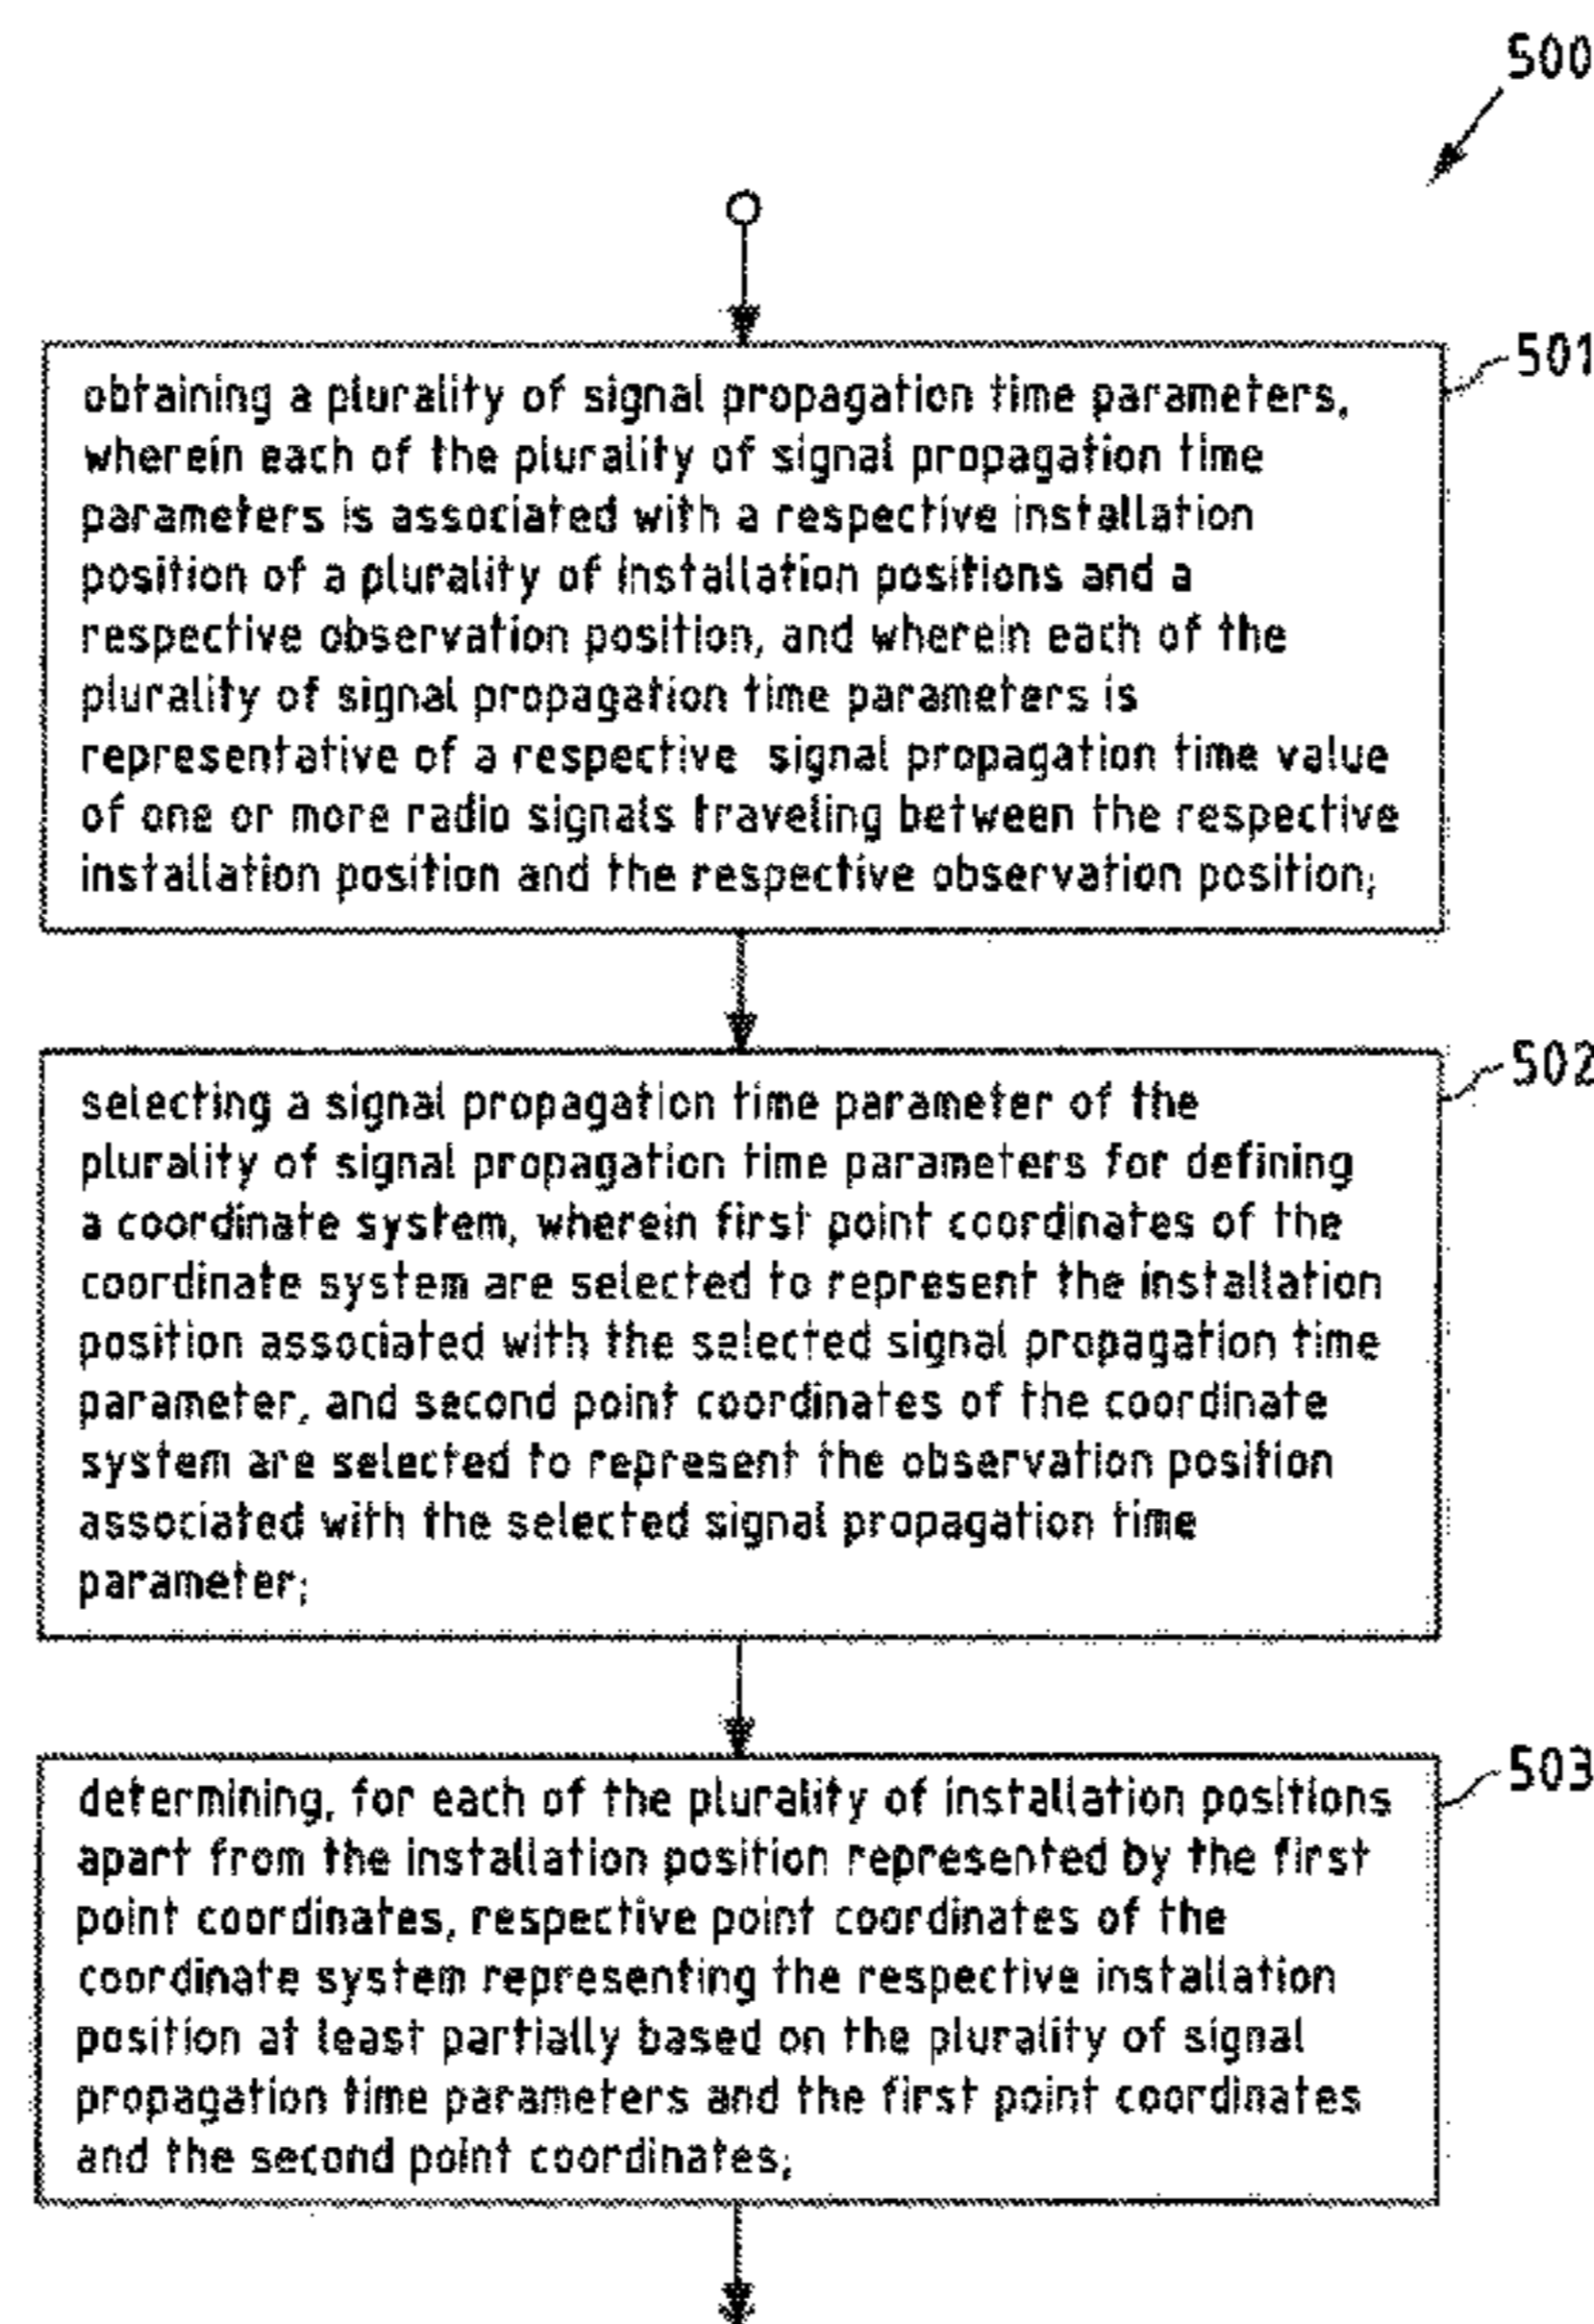 500
501
obtaining a plurality of signal propagation time parameters,
wherein each of the plurality of signal propagation time
parameters is associated with a respective installation
position of a plurality of installation positions and a
respective observation position, and wherein each of the
plurality of signal propagation time parameters is
representative of a respective signal propagation time value
of one or more radio signals traveling between the respective
installation position and the respective observation position;
502
selecting a signal propagation time parameter of the
plurality of signal propagation time parameters for defining
a coordinate system, wherein first point coordinates of the
coordinate system are selected to represent the installation
position associated with the selected signal propagation time
parameter, and second point coordinates of the coordinate
system are selected to represent the observation position
associated with the selected signal propagation time
parameter;
503
determining, for each of the plurality of installation positions
apart from the installation position represented by the first
point coordinates, respective point coordinates of the
coordinate system representing the respective installation
position at least partially based on the plurality of signal
propagation time parameters and the first point coordinates
and the second point coordinates;